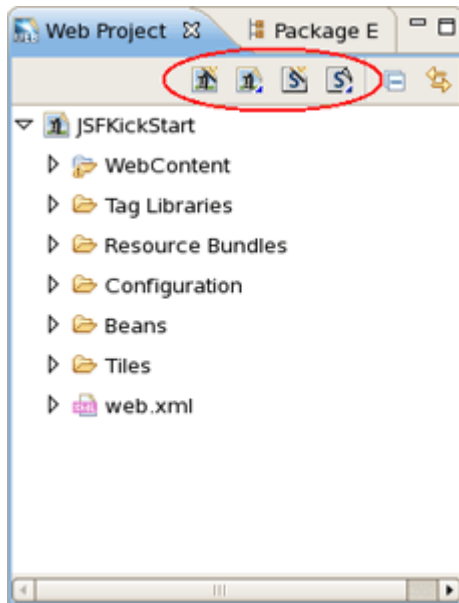 Web Project
Package E
JSFKickStart
WebContent
Tag Libraries
Resource Bundles
Configuration
Beans
Tiles
web.xml